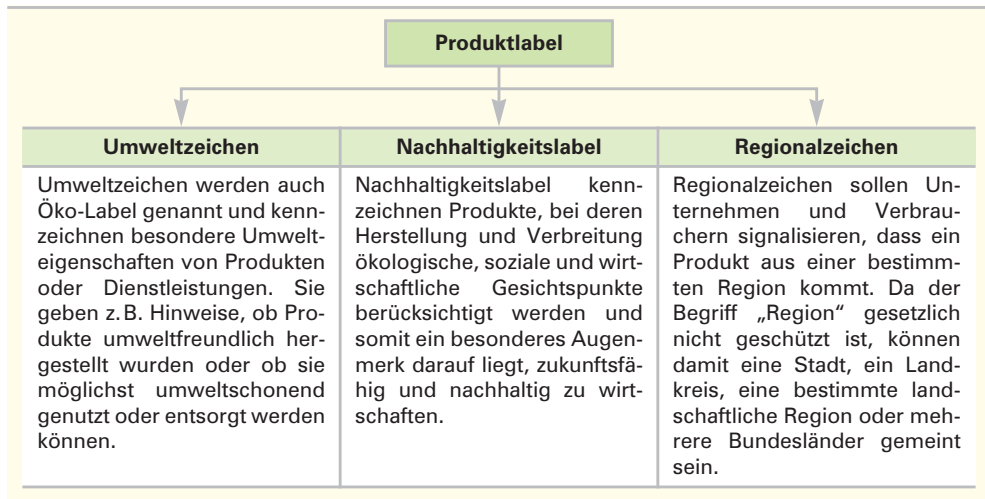 Produktlabel
Umweltzeichen
Umweltzeichen werden auch
Öko-Label genannt und kenn-
zeichnen besondere Umwelt-
eigenschaften von Produkten
oder Dienstleistungen. Sie
geben z. B. Hinweise, ob Pro-
dukte umweltfreundlich her-
gestellt wurden oder ob sie
möglichst umweltschonend
genutzt oder entsorgt werden
können.
Nachhaltigkeitslabel
Nachhaltigkeitslabel kenn-
zeichnen Produkte, bei deren
Herstellung und Verbreitung
ökologische, soziale und wirt-
schaftliche Gesichtspunkte
berücksichtigt werden und
somit ein besonderes Augen-
merk darauf liegt, zukunftsfä-
hig und nachhaltig zu wirt-
schaften.
Regionalzeichen
Regionalzeichen sollen Un-
ternehmen und Verbrau-
chern signalisieren, dass ein
Produkt aus einer bestimm-
ten Region kommt. Da der
Begriff „Region“ gesetzlich
nicht geschützt ist, können
damit eine Stadt, ein Land-
kreis, eine bestimmte land-
schaftliche Region oder meh-
rere Bundesländer gemeint
sein.